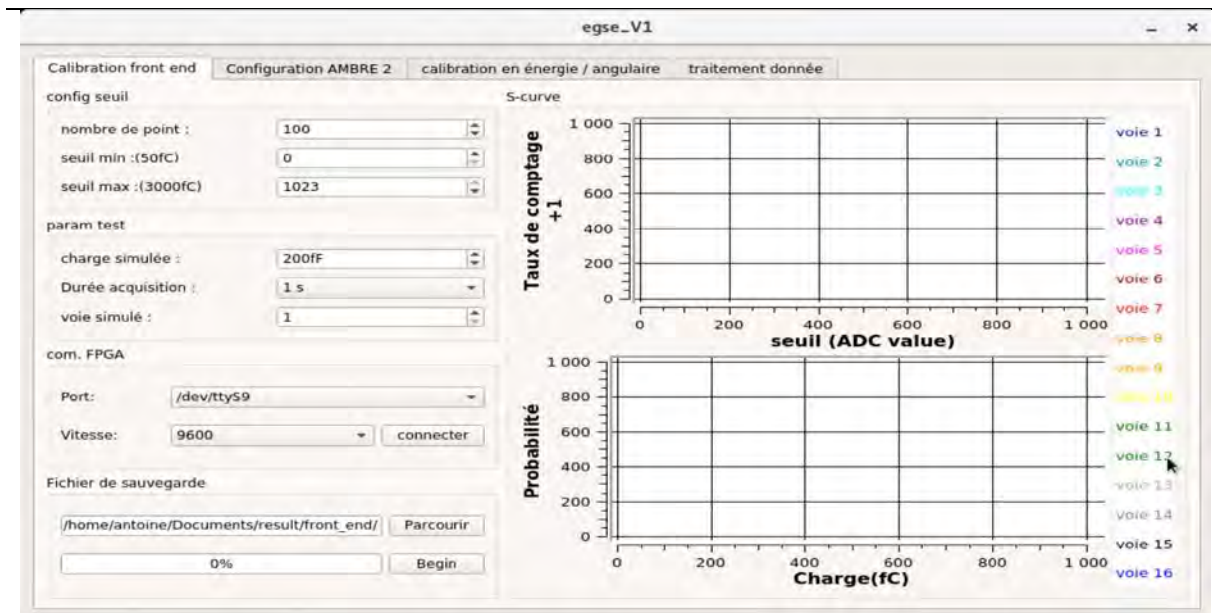 egse_V1
Calibration front end Configuration AMBRE 2 calibration en énergie / angulaire traitement donnée
config seuil
nombre de point : 100
seuil min :(50fC) 0
seuil max :(3000fC) 1023
param test
charge simulée : 200fF
Durée acquisition : 1 s
voie simulé : 1
com. FPGA
Port: /dev/ttyS9
Vitesse: 9600 connecter
Fichier de sauvegarde
/home/antoine/Documents/result/front_end/ Parcourir
0% Begin
S-curve
Taux de comptage
+1
1 000
800
600
400
200
0
0 200 400 600 800 1 000
seuil (ADC value)
Probabilité
1 000
800
600
400
200
0
0 200 400 600 800 1 000
Charge(fC)
voie 1
voie 2
voie 3
voie 4
voie 5
voie 6
voie 7
voie 8
voie 9
voie 10
voie 11
voie 12
voie 13
voie 14
voie 15
voie 16